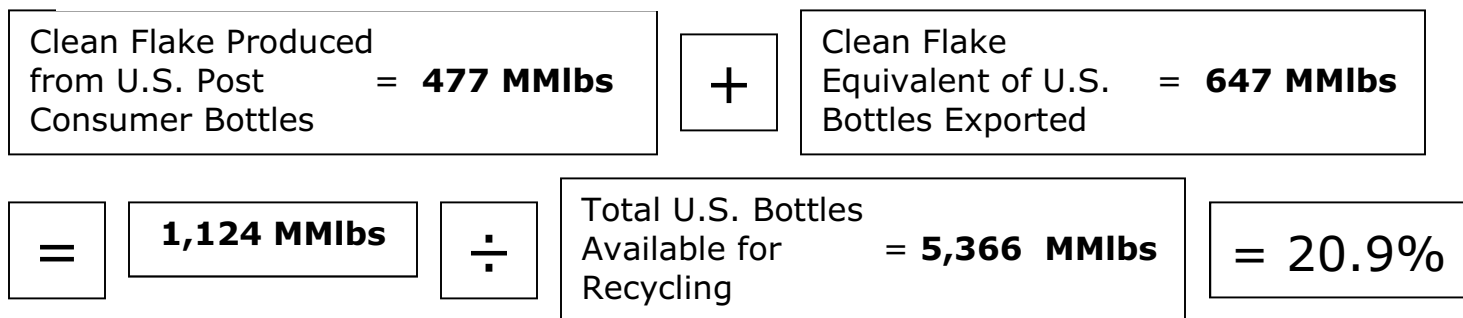 Clean Flake Produced
from U.S. Post = 477 MMlbs
Consumer Bottles
+
Clean Flake
Equivalent of U.S. = 647 MMlbs
Bottles Exported
=
1,124 MMlbs
÷
Total U.S. Bottles
Available for = 5,366 MMlbs
Recycling
= 20.9%